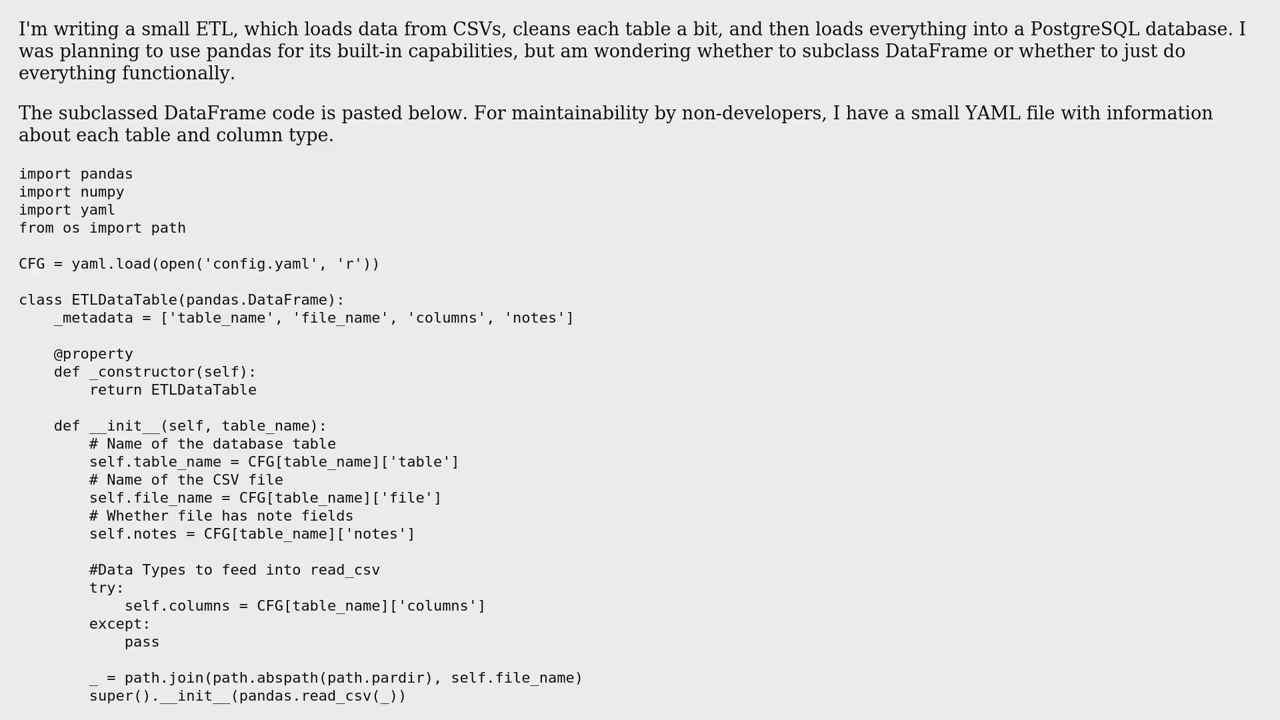 I'm writing a small ETL, which loads data from CSVs, cleans each table a bit, and then loads everything into a PostgreSQL database. I
was planning to use pandas for its built-in capabilities, but am wondering whether to subclass DataFrame or whether to just do
everything functionally.
The subclassed DataFrame code is pasted below. For maintainability by non-developers, I have a small YAML file with information
about each table and column type.
import pandas
import numpy
import yaml
from os import path
CFG = yaml.load(open('config.yaml', 'r'))
class ETLDataTable(pandas.DataFrame):
    _metadata = ['table_name', 'file_name', 'columns', 'notes']
    @property
    def _constructor(self):
        return ETLDataTable
    def __init__(self, table_name):
        # Name of the database table
        self.table_name = CFG[table_name]['table']
        # Name of the CSV file
        self.file_name = CFG[table_name]['file']
        # Whether file has note fields
        self.notes = CFG[table_name]['notes']
        #Data Types to feed into read_csv
        try:
            self.columns = CFG[table_name]['columns']
        except:
            pass
        _ = path.join(path.abspath(path.pardir), self.file_name)
        super().__init__(pandas.read_csv(_))